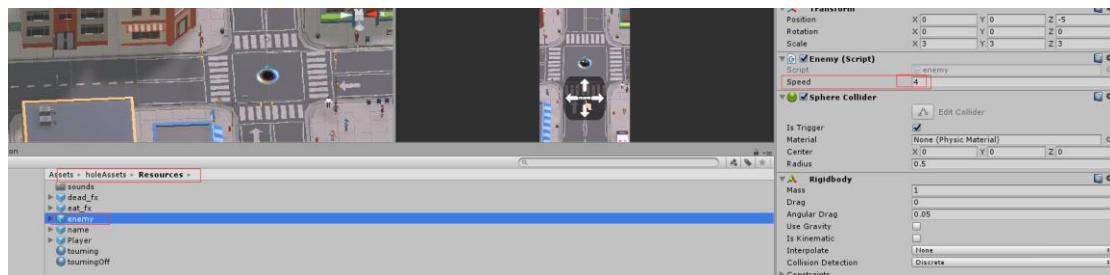 Transform
Position X 0 Y 0 Z -5
Rotation X 0 Y 0 Z 0
Scale X 3 Y 3 Z 3
Enemy (Script)
Script enemy
Speed 4
Sphere Collider
Edit Collider
Is Trigger
Material None (Physic Material)
Center X 0 Y 0 Z 0
Radius 0.5
Rigidbody
Mass 1
Drag 0
Angular Drag 0.05
Use Gravity
Is Kinematic
Interpolate None
Collision Detection Discrete
Constraints
on
Assets ▸ holeAssets ▸ Resources ▸
sounds
dead_fx
eat_fx
enemy
name
Player
touming
toumingOff